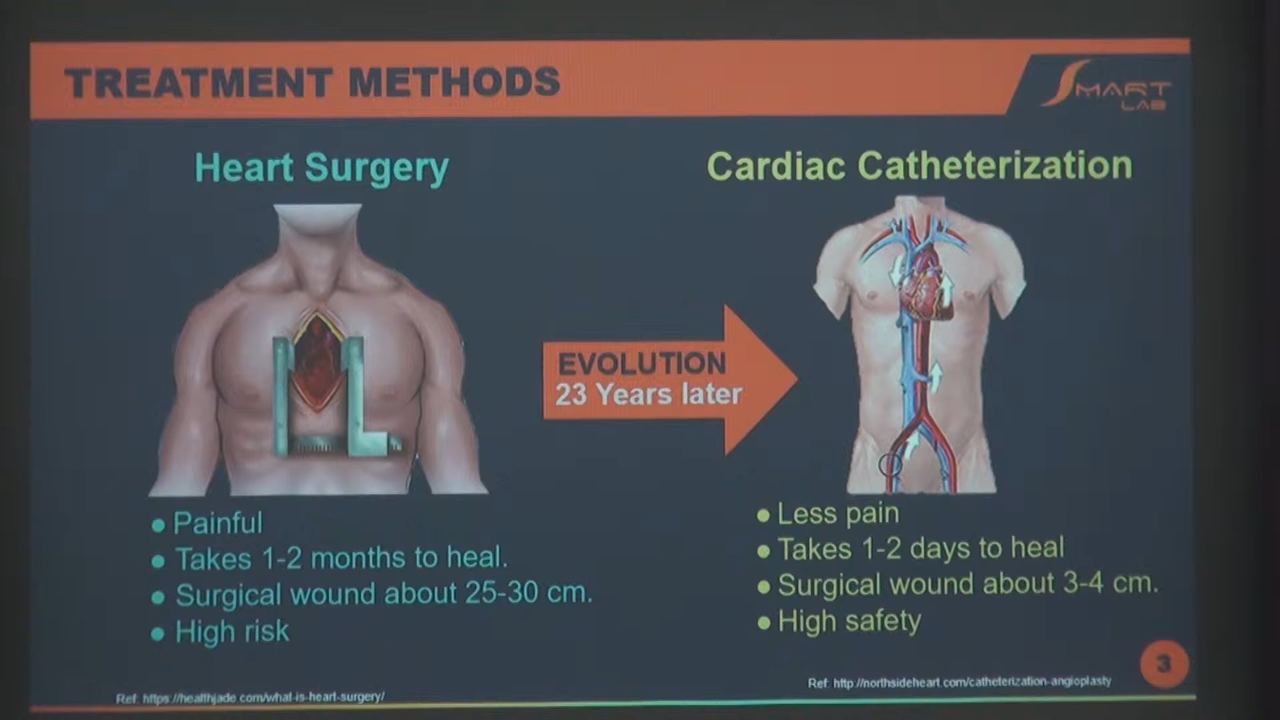 TREATMENT METHODS
SMART
LAB
Heart Surgery
Cardiac Catheterization
EVOLUTION
23 Years later
● Painful
● Takes 1-2 months to heal.
● Surgical wound about 25-30 cm.
● High risk
● Less pain
● Takes 1-2 days to heal
● Surgical wound about 3-4 cm.
● High safety
3
Ref: https://healthjade.com/what-is-heart-surgery/
Ref: http://northsideheart.com/catheterization-angioplasty